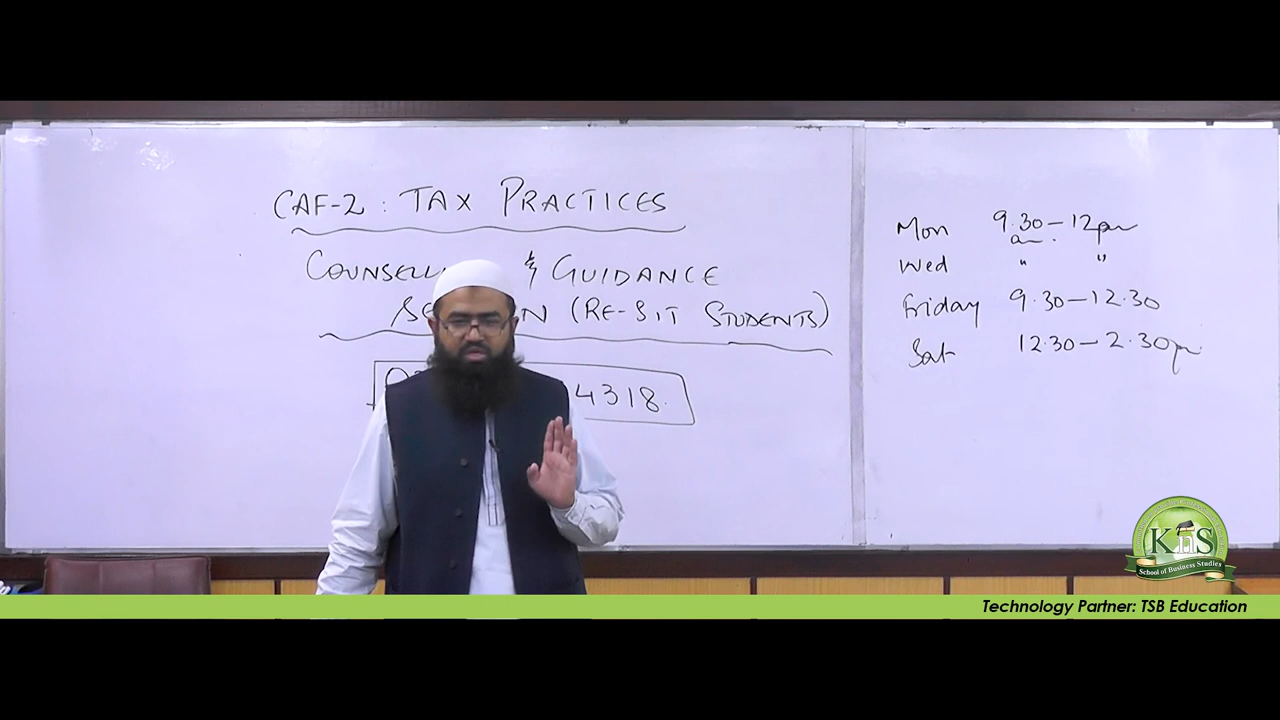 CAF-2: TAX PRACTICES
& GUIDANCE
(RE-SIT STUDENTS)
4318.
Mon 9.30 – 12pm
am.
Wed " "
Friday 9.30 – 12.30
Sat 12.30 – 2.30pm
KnS
School of Business Studies
Technology Partner: TSB Education